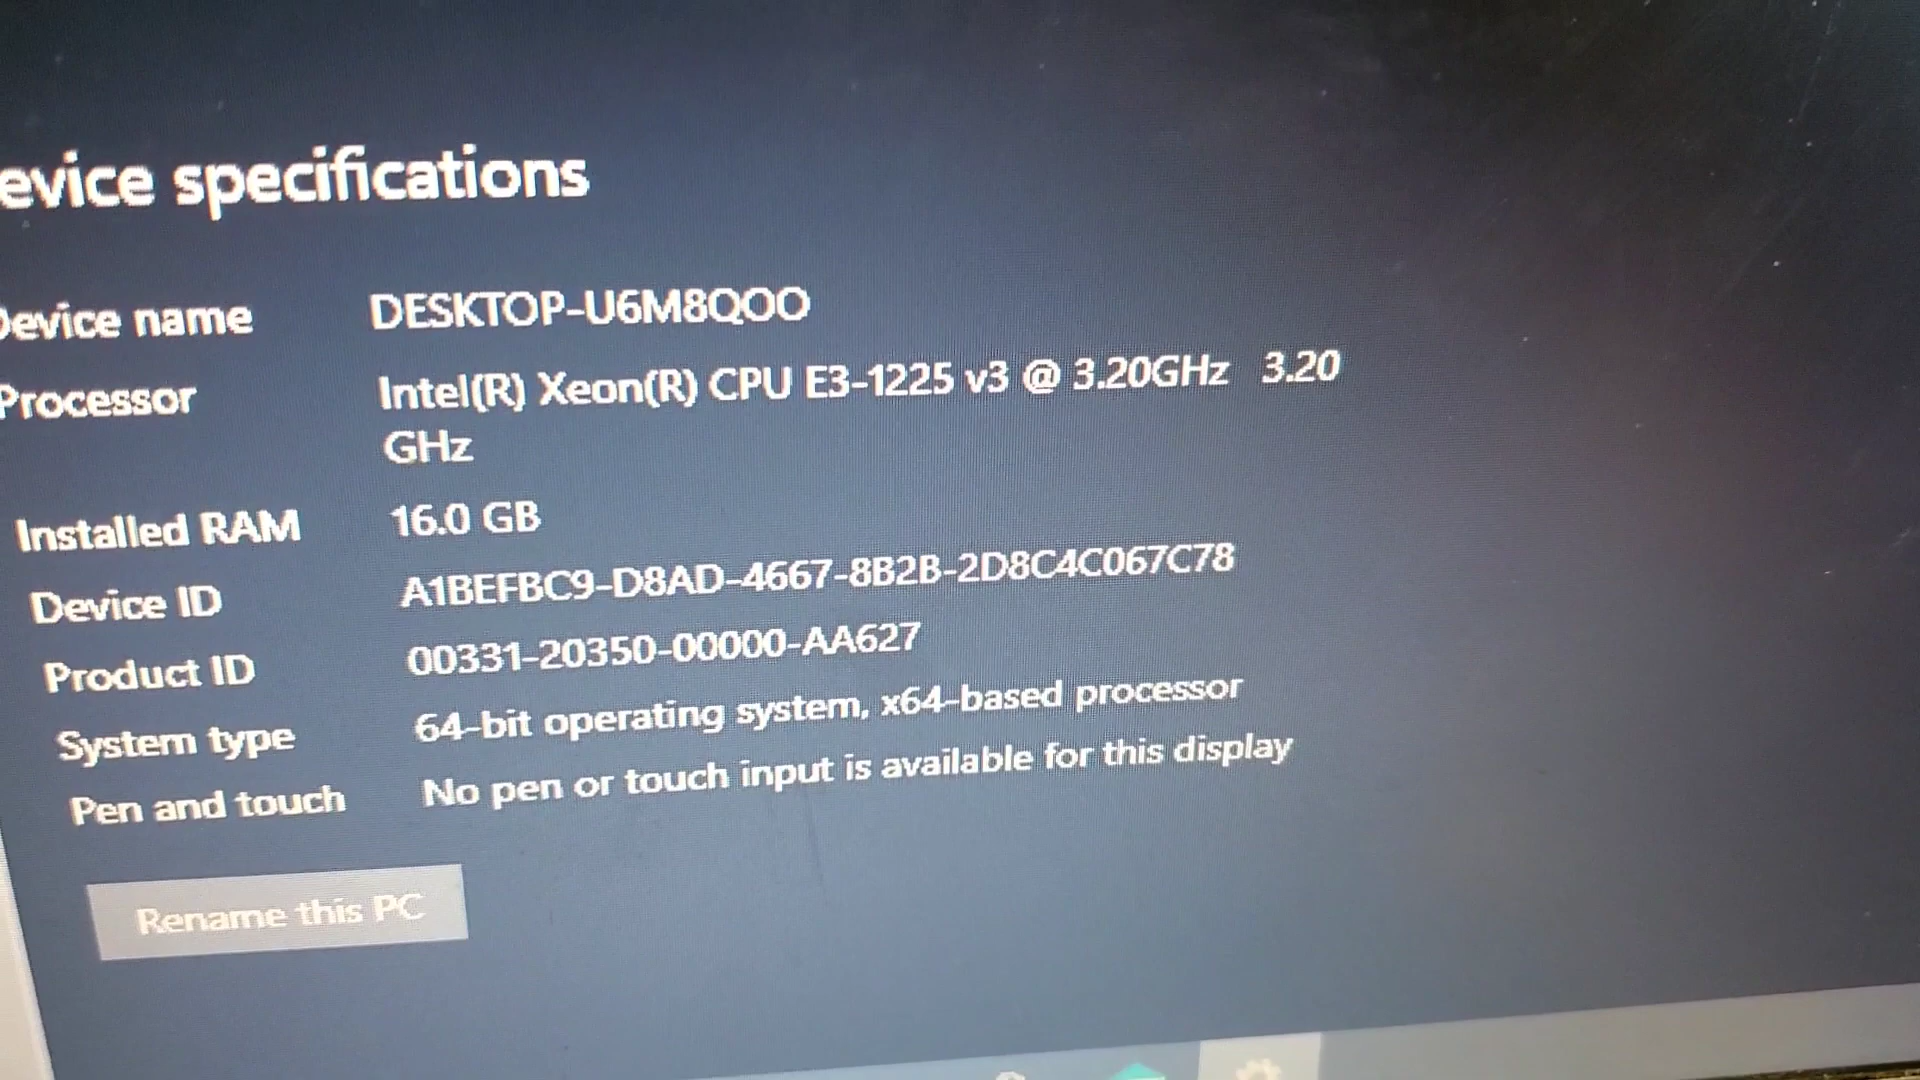 evice specifications
Device name DESKTOP-U6M8QOO
Processor Intel(R) Xeon(R) CPU E3-1225 v3 @ 3.20GHz 3.20
GHz
Installed RAM 16.0 GB
Device ID A1BEFBC9-D8AD-4667-8B2B-2D8C4C067C78
Product ID 00331-20350-00000-AA627
System type 64-bit operating system, x64-based processor
Pen and touch No pen or touch input is available for this display
Rename this PC